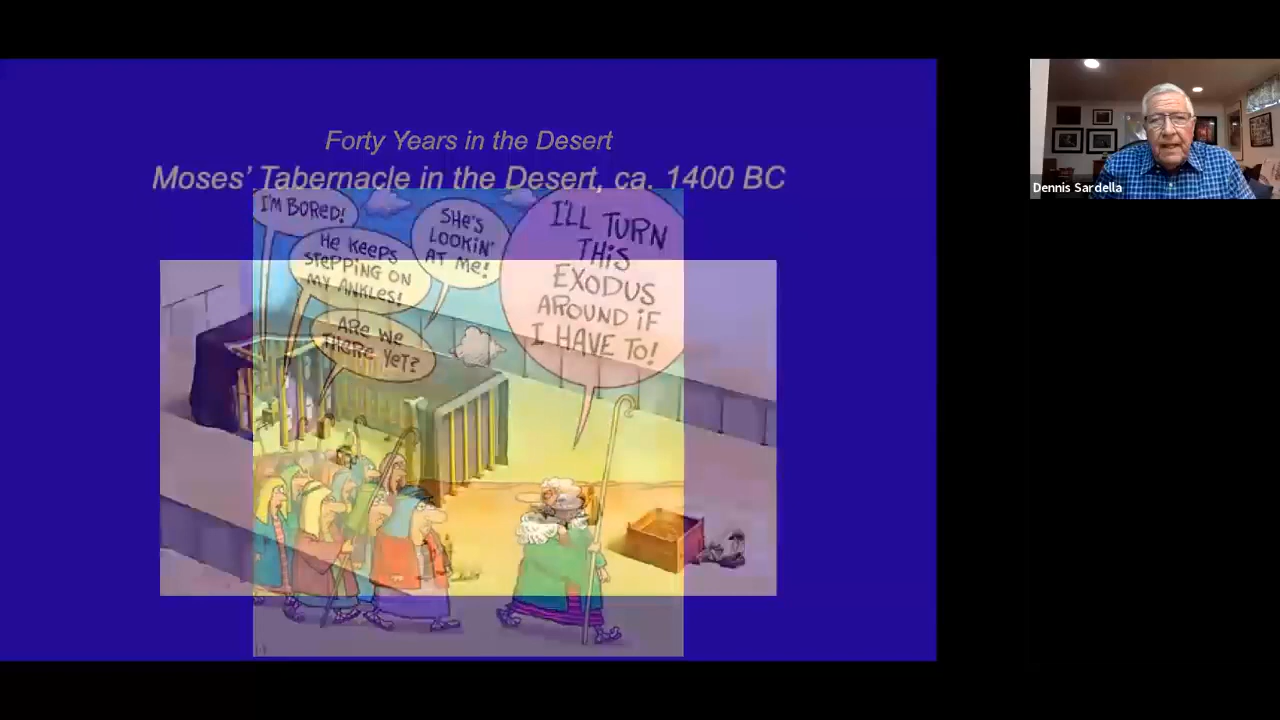 Forty Years in the Desert
Moses' Tabernacle in the Desert, ca. 1400 BC
I'M BORED!
HE KEEPS
STEPPING ON
MY ANKLES!
SHE'S
LOOKIN'
AT ME!
ARE WE
THERE YET?
I'LL TURN
THIS
EXODUS
AROUND IF
I HAVE TO!
Dennis Sardella